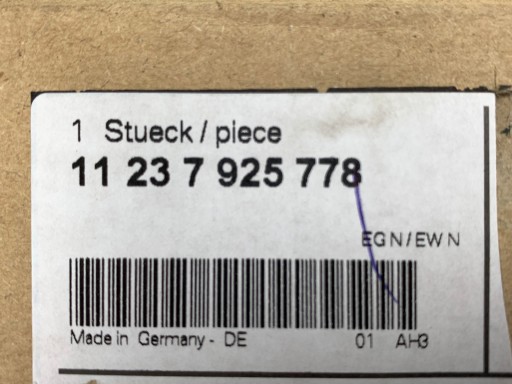 1 Stueck / piece
11 23 7 925 778
EGN/EWN
Made in Germany - DE 01 AH3